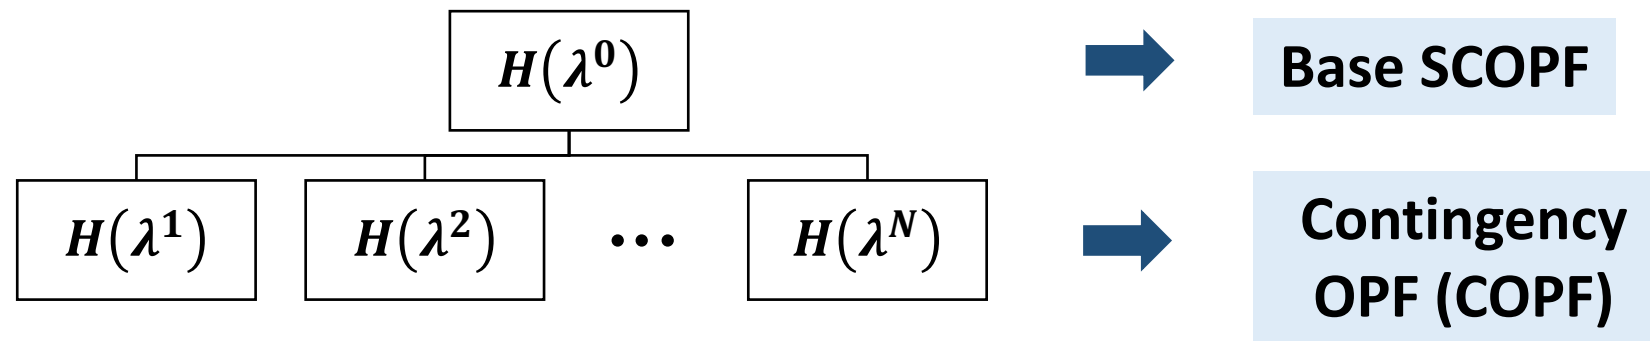 H(λ⁰)
Base SCOPF
H(λ¹) H(λ²) ••• H(λᴺ)
Contingency
OPF (COPF)